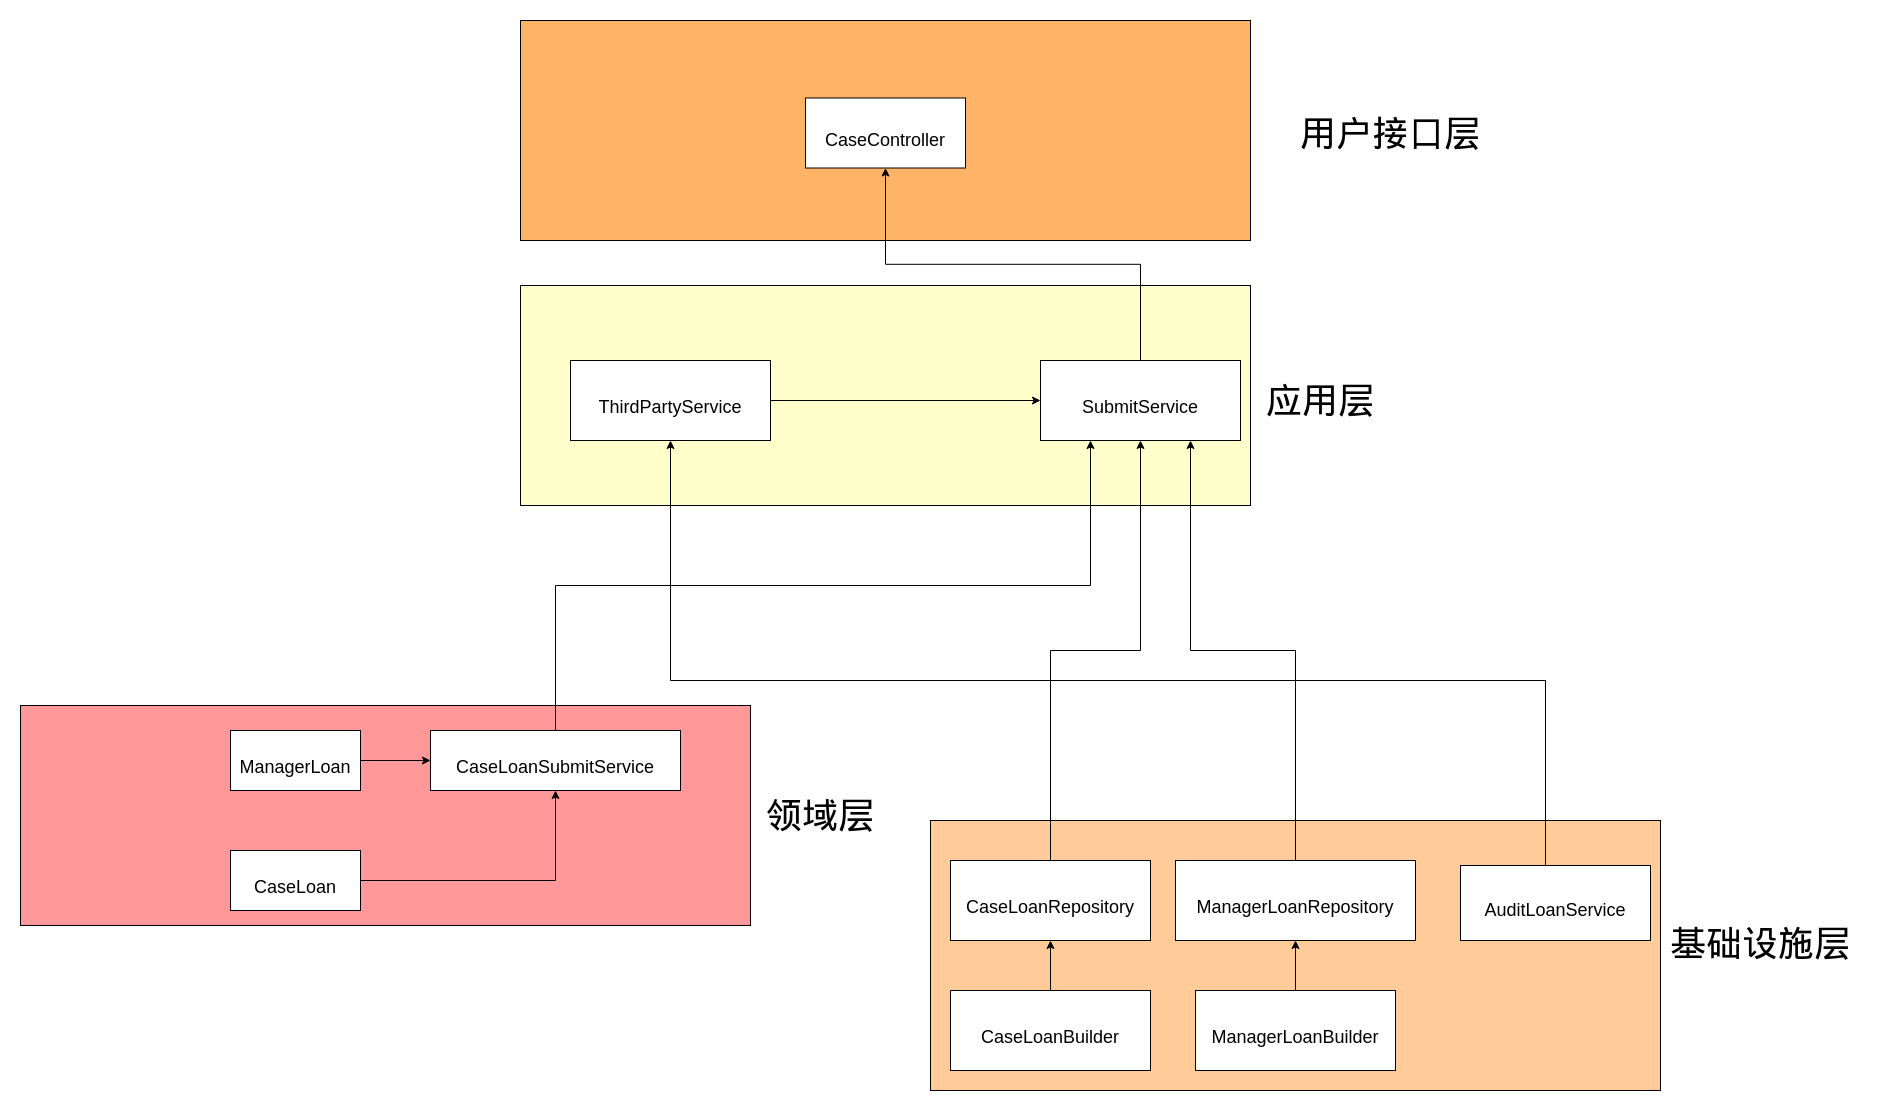 CaseController
用户接口层
ThirdPartyService
SubmitService
应用层
ManagerLoan
CaseLoanSubmitService
CaseLoan
领域层
CaseLoanRepository
ManagerLoanRepository
AuditLoanService
基础设施层
CaseLoanBuilder
ManagerLoanBuilder